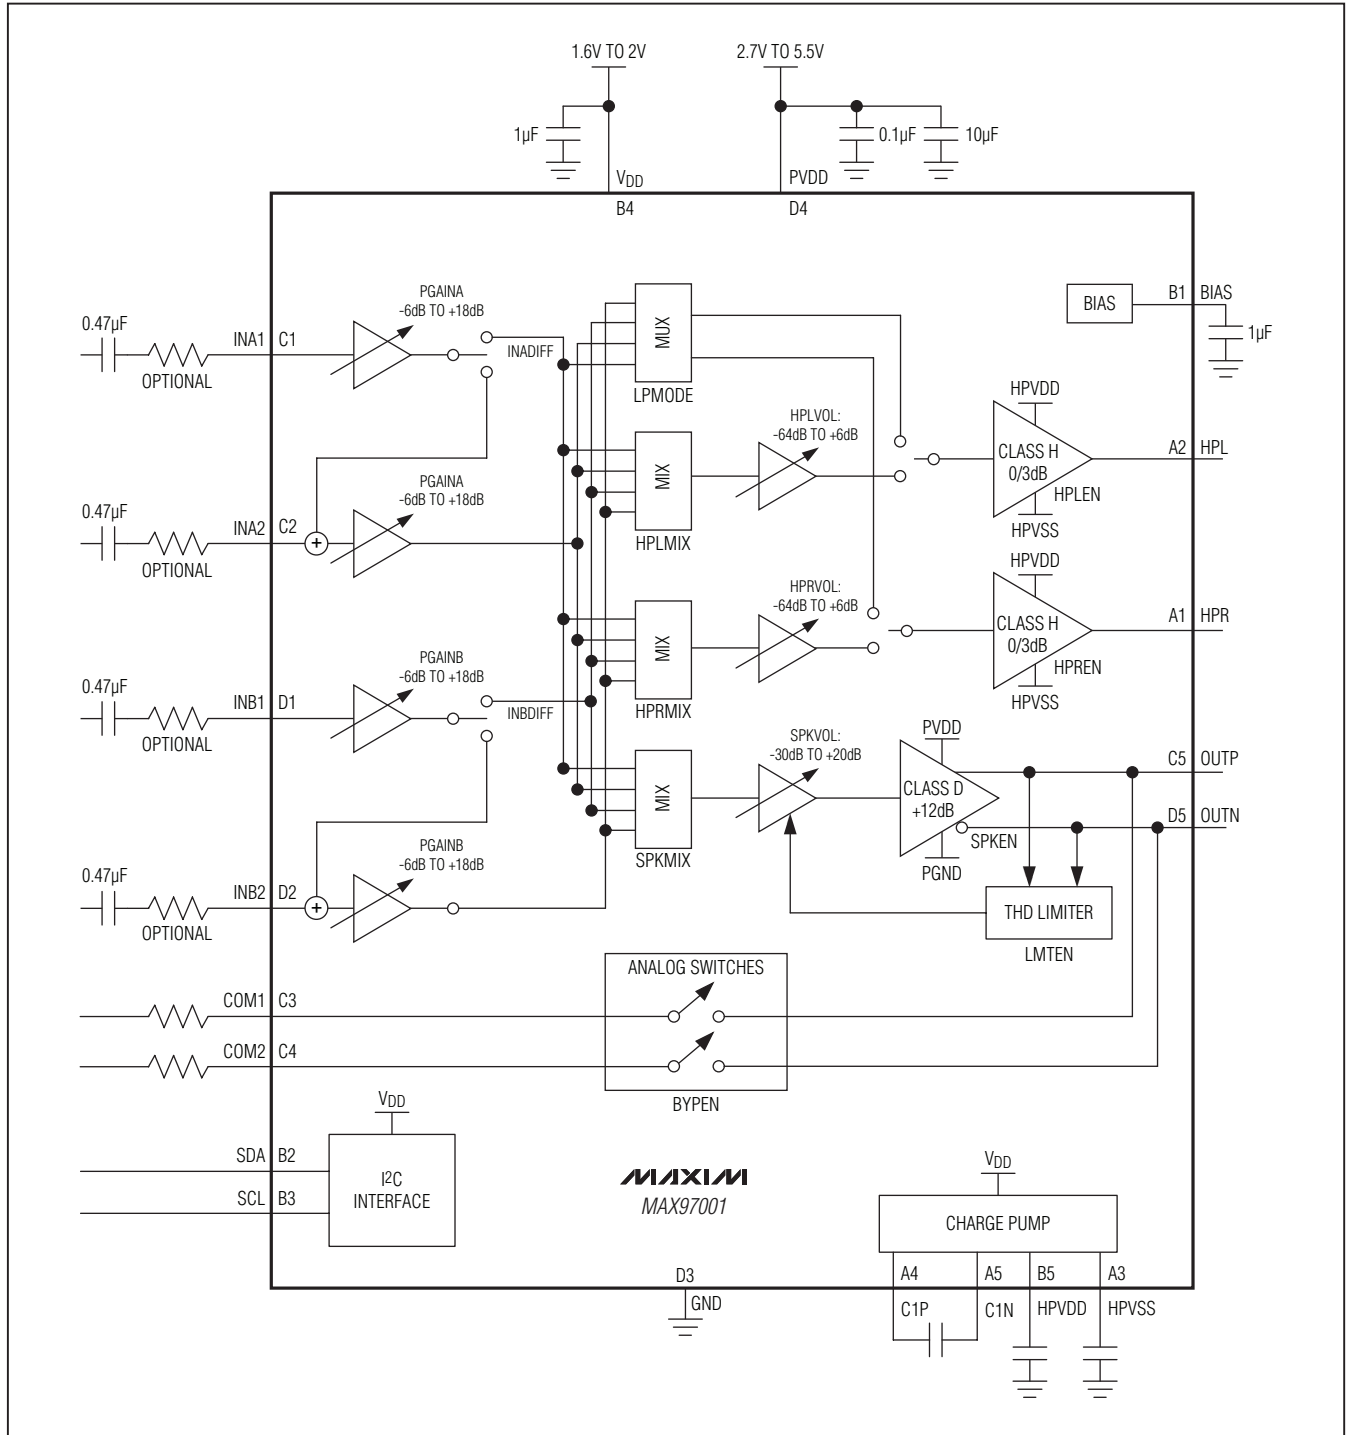 1.6V TO 2V
2.7V TO 5.5V
1µF
0.1µF
10µF
VDD
PVDD
B4
D4
PGAINA
-6dB TO +18dB
0.47µF
INA1
C1
OPTIONAL
INADIFF
MUX
LPMODE
BIAS
B1
BIAS
1µF
HPLVOL:
-64dB TO +6dB
HPVDD
CLASS H
0/3dB
A2
HPL
HPLEN
HPVSS
PGAINA
-6dB TO +18dB
0.47µF
INA2
C2
+
OPTIONAL
MIX
HPLMIX
HPRVOL:
-64dB TO +6dB
HPVDD
CLASS H
0/3dB
A1
HPR
HPREN
HPVSS
MIX
HPRMIX
PGAINB
-6dB TO +18dB
0.47µF
INB1
D1
OPTIONAL
INBDIFF
SPKVOL:
-30dB TO +20dB
PVDD
CLASS D
+12dB
C5
OUTP
D5
OUTN
SPKEN
PGND
MIX
SPKMIX
PGAINB
-6dB TO +18dB
0.47µF
INB2
D2
+
OPTIONAL
THD LIMITER
LMTEN
ANALOG SWITCHES
COM1
C3
COM2
C4
BYPEN
VDD
SDA
B2
SCL
B3
I2C
INTERFACE
MAXIM
MAX97001
VDD
CHARGE PUMP
D3
GND
A4
A5
B5
A3
C1P
C1N
HPVDD
HPVSS